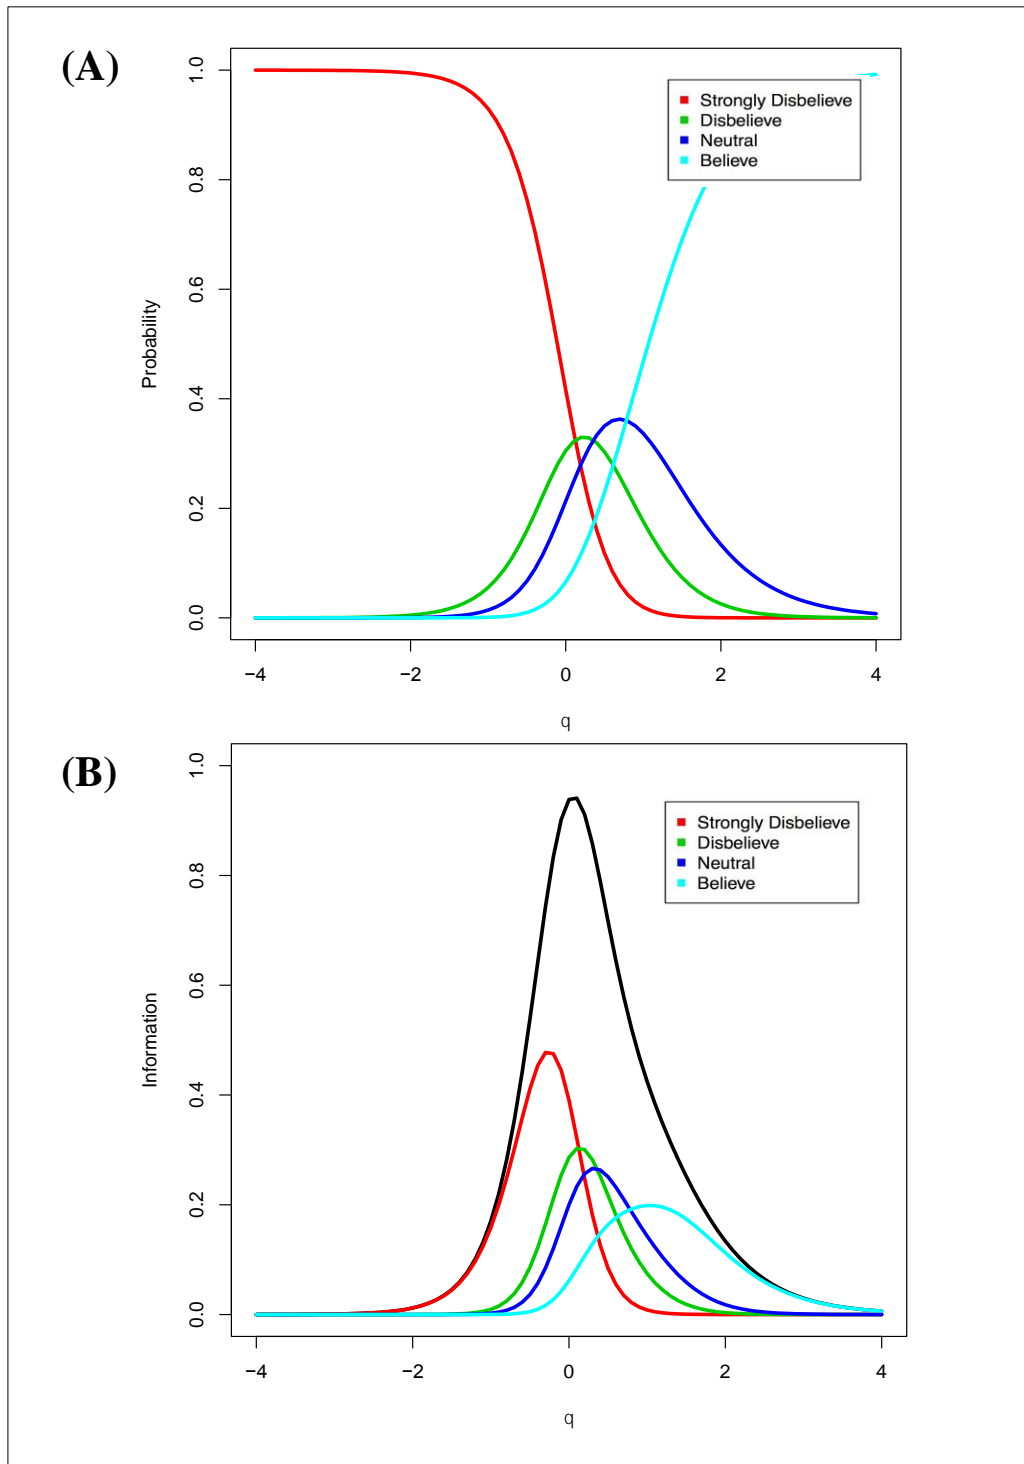 (A)
1.0
0.8
0.6
0.4
0.2
0.0
Probability
Strongly Disbelieve
Disbelieve
Neutral
Believe
−4
−2
0
2
4
q
(B)
1.0
0.8
0.6
0.4
0.2
0.0
Information
Strongly Disbelieve
Disbelieve
Neutral
Believe
−4
−2
0
2
4
q